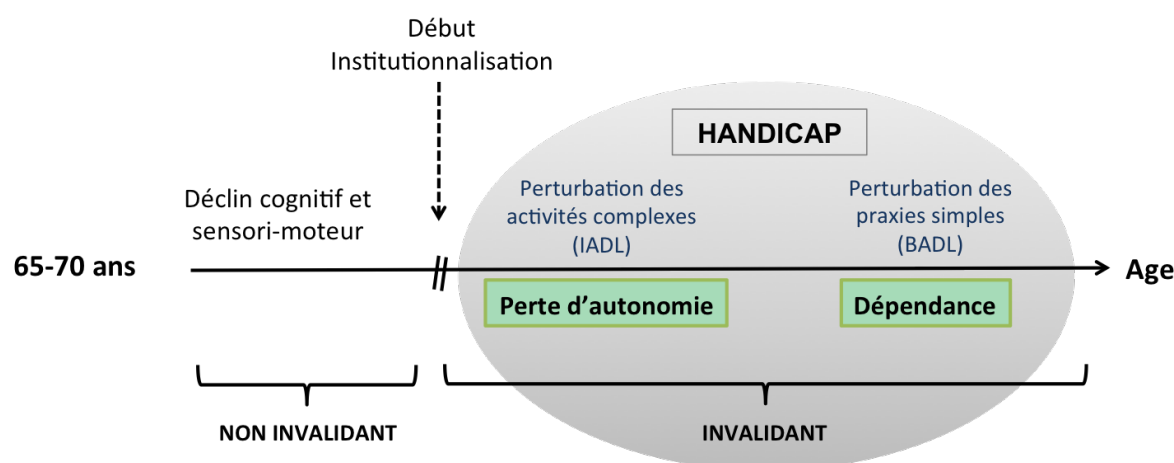 Début
Institutionnalisation
HANDICAP
Déclin cognitif et
sensori-moteur
Perturbation des
activités complexes
(IADL)
Perturbation des
praxies simples
(BADL)
65-70 ans
Age
Perte d’autonomie
Dépendance
NON INVALIDANT
INVALIDANT